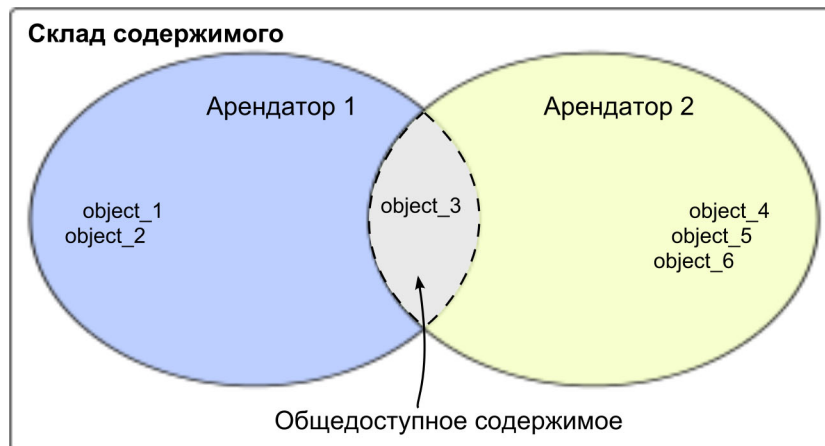 Склад содержимого
Арендатор 1
Арендатор 2
object_1
object_2
object_3
object_4
object_5
object_6
Общедоступное содержимое